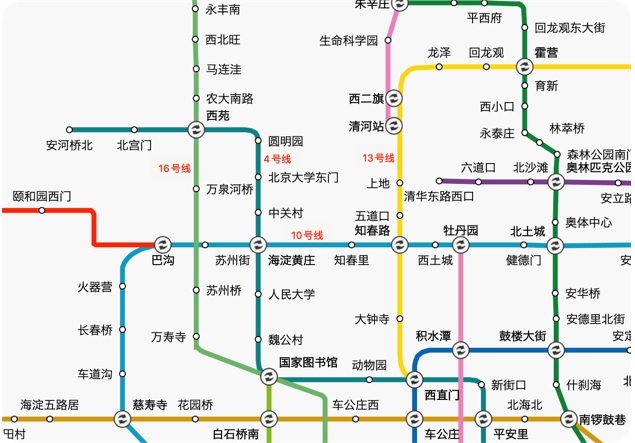 永丰南
朱辛庄
平西府
西北旺
生命科学园
回龙观东大街
龙泽
回龙观
霍营
马连洼
育新
农大南路
西二旗
西小口
西苑
清河站
永泰庄
林萃桥
安河桥北
北宫门
圆明园
4号线
13号线
森林公园南门
16号线
六道口
北沙滩
奥林匹克公园
北京大学东门
上地
万泉河桥
清华东路西口
安立路
颐和园西门
中关村
五道口
奥体中心
10号线
知春路
牡丹园
北土城
巴沟
苏州街
海淀黄庄
知春里
西土城
健德门
安
火器营
苏州桥
人民大学
安华桥
大钟寺
安德里北街
长春桥
万寿寺
魏公村
积水潭
鼓楼大街
安定
国家图书馆
动物园
车道沟
西直门
新街口
什刹海
海淀五路居
慈寿寺
花园桥
车公庄西
北海北
南锣鼓巷
田村
白石桥南
车公庄
平安里